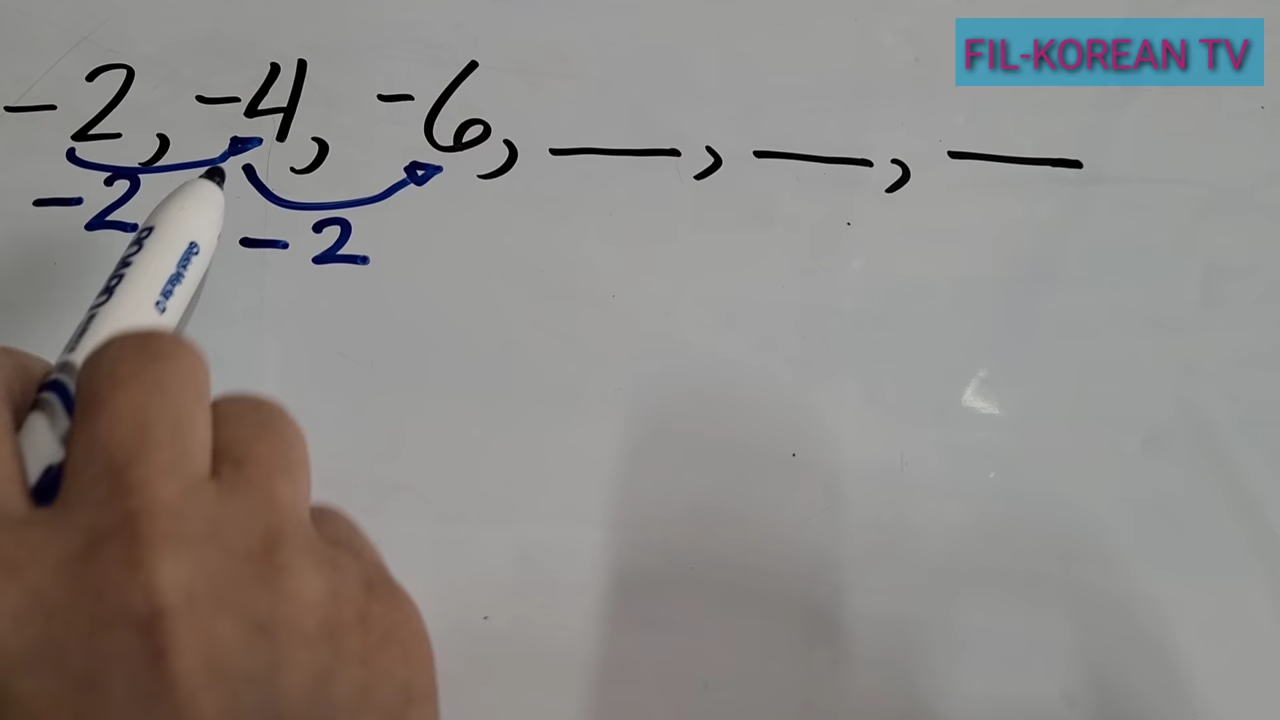 FIL-KOREAN TV
-2, -4, -6, ___, ___, ___
-2 -2